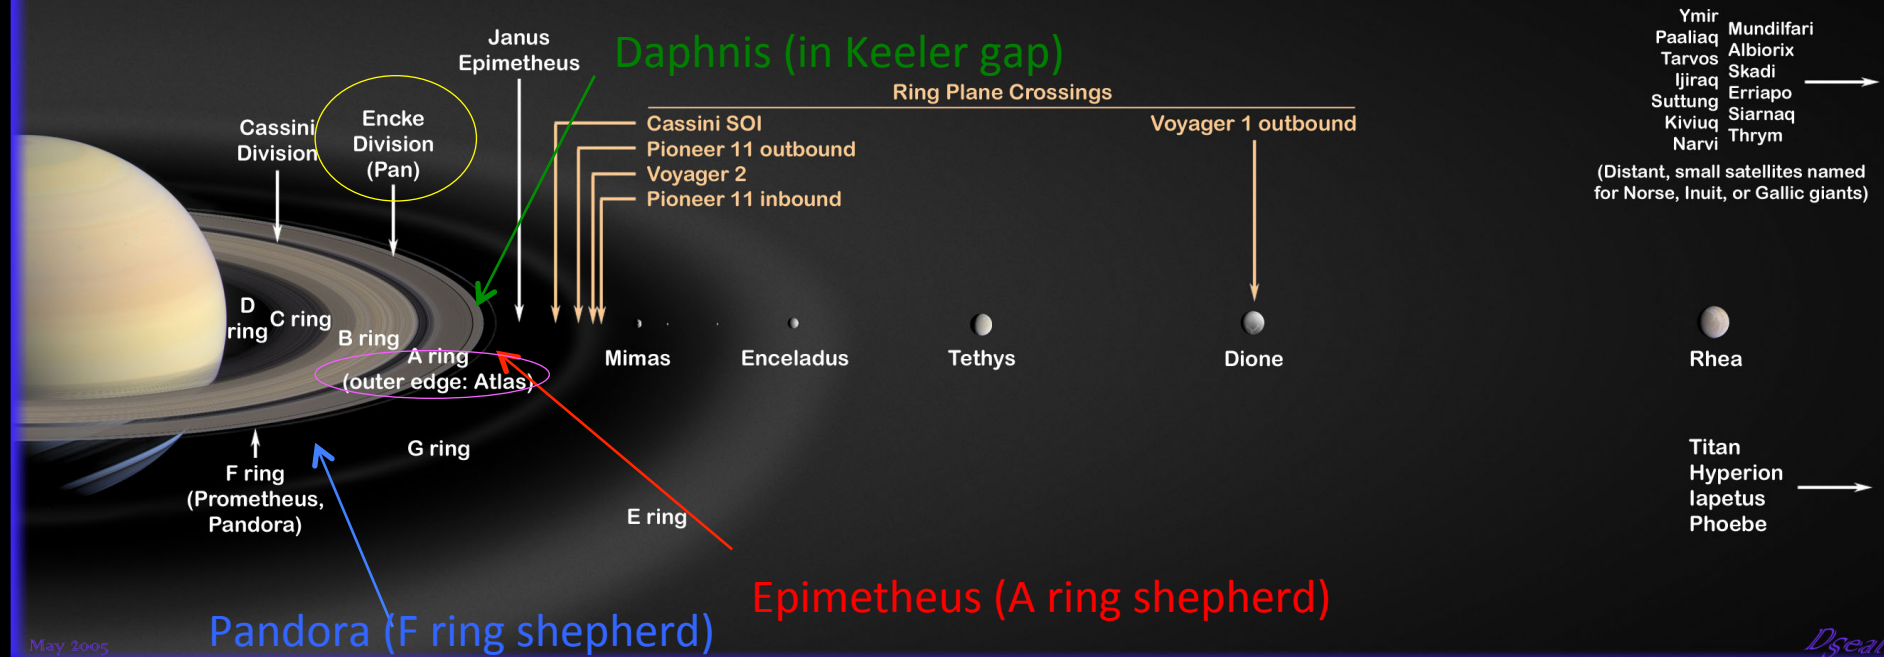 Janus
Epimetheus
Daphnis (in Keeler gap)
Ymir
Paaliaq
Tarvos
Ijiraq
Suttung
Kiviuq
Narvi
Mundilfari
Albiorix
Skadi
Erriapo
Siarnaq
Thrym
(Distant, small satellites named
for Norse, Inuit, or Gallic giants)
Ring Plane Crossings
Cassini SOI
Pioneer 11 outbound
Voyager 2
Pioneer 11 inbound
Voyager 1 outbound
Cassini
Division
Encke
Division
(Pan)
D
ring
C ring
B ring
A ring
(outer edge: Atlas)
Mimas
Enceladus
Tethys
Dione
Rhea
G ring
F ring
(Prometheus,
Pandora)
E ring
Titan
Hyperion
Iapetus
Phoebe
Epimetheus (A ring shepherd)
Pandora (F ring shepherd)
May 2005
Dseal